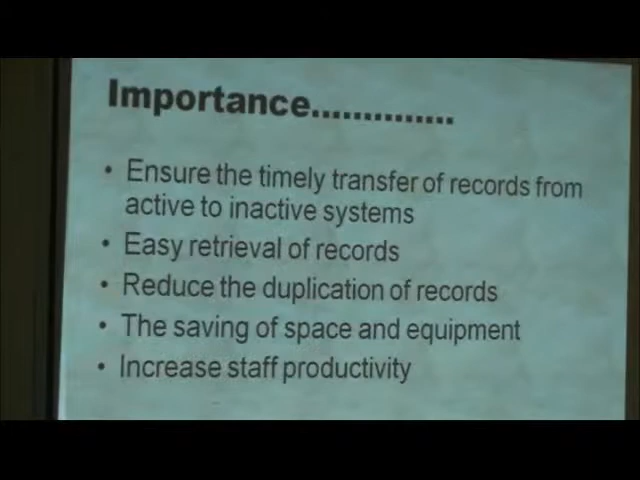 Importance..............
• Ensure the timely transfer of records from
active to inactive systems
• Easy retrieval of records
• Reduce the duplication of records
• The saving of space and equipment
• Increase staff productivity